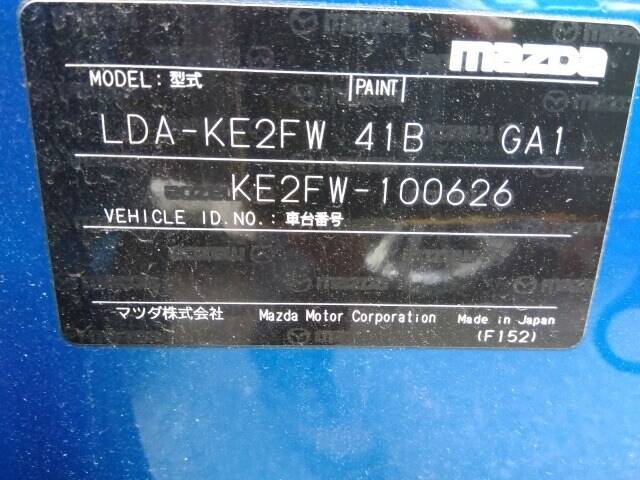 mazda
MODEL: 型式 PAINT
LDA-KE2FW 41B GA1
KE2FW-100626
VEHICLE ID.NO.: 車台番号
マツダ株式会社 Mazda Motor Corporation Made in Japan
(F152)